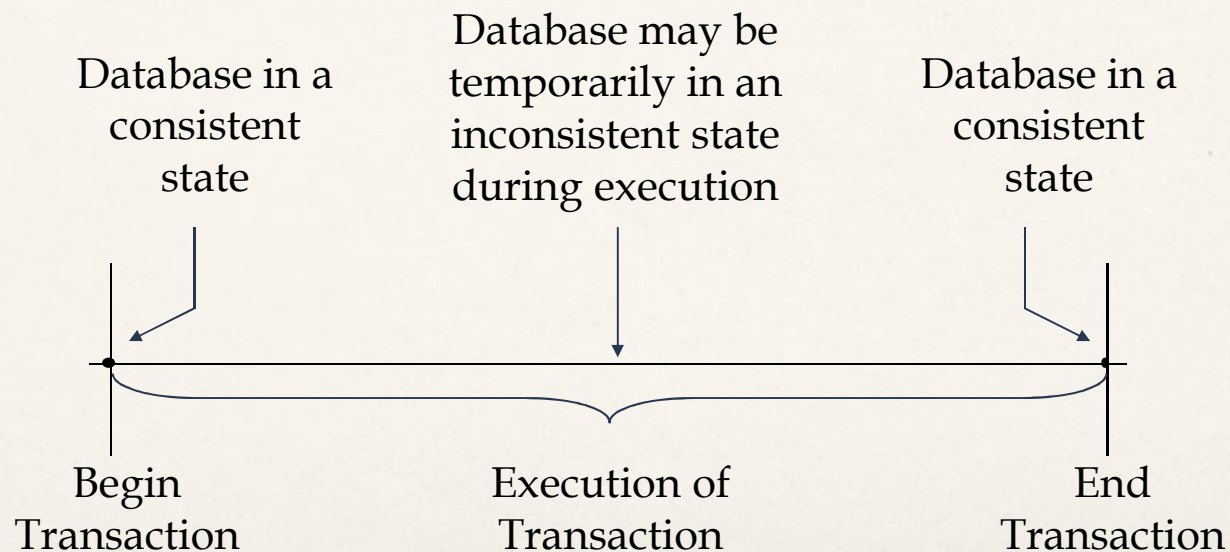 Database in a
consistent
state
Database may be
temporarily in an
inconsistent state
during execution
Database in a
consistent
state
Begin
Transaction
Execution of
Transaction
End
Transaction